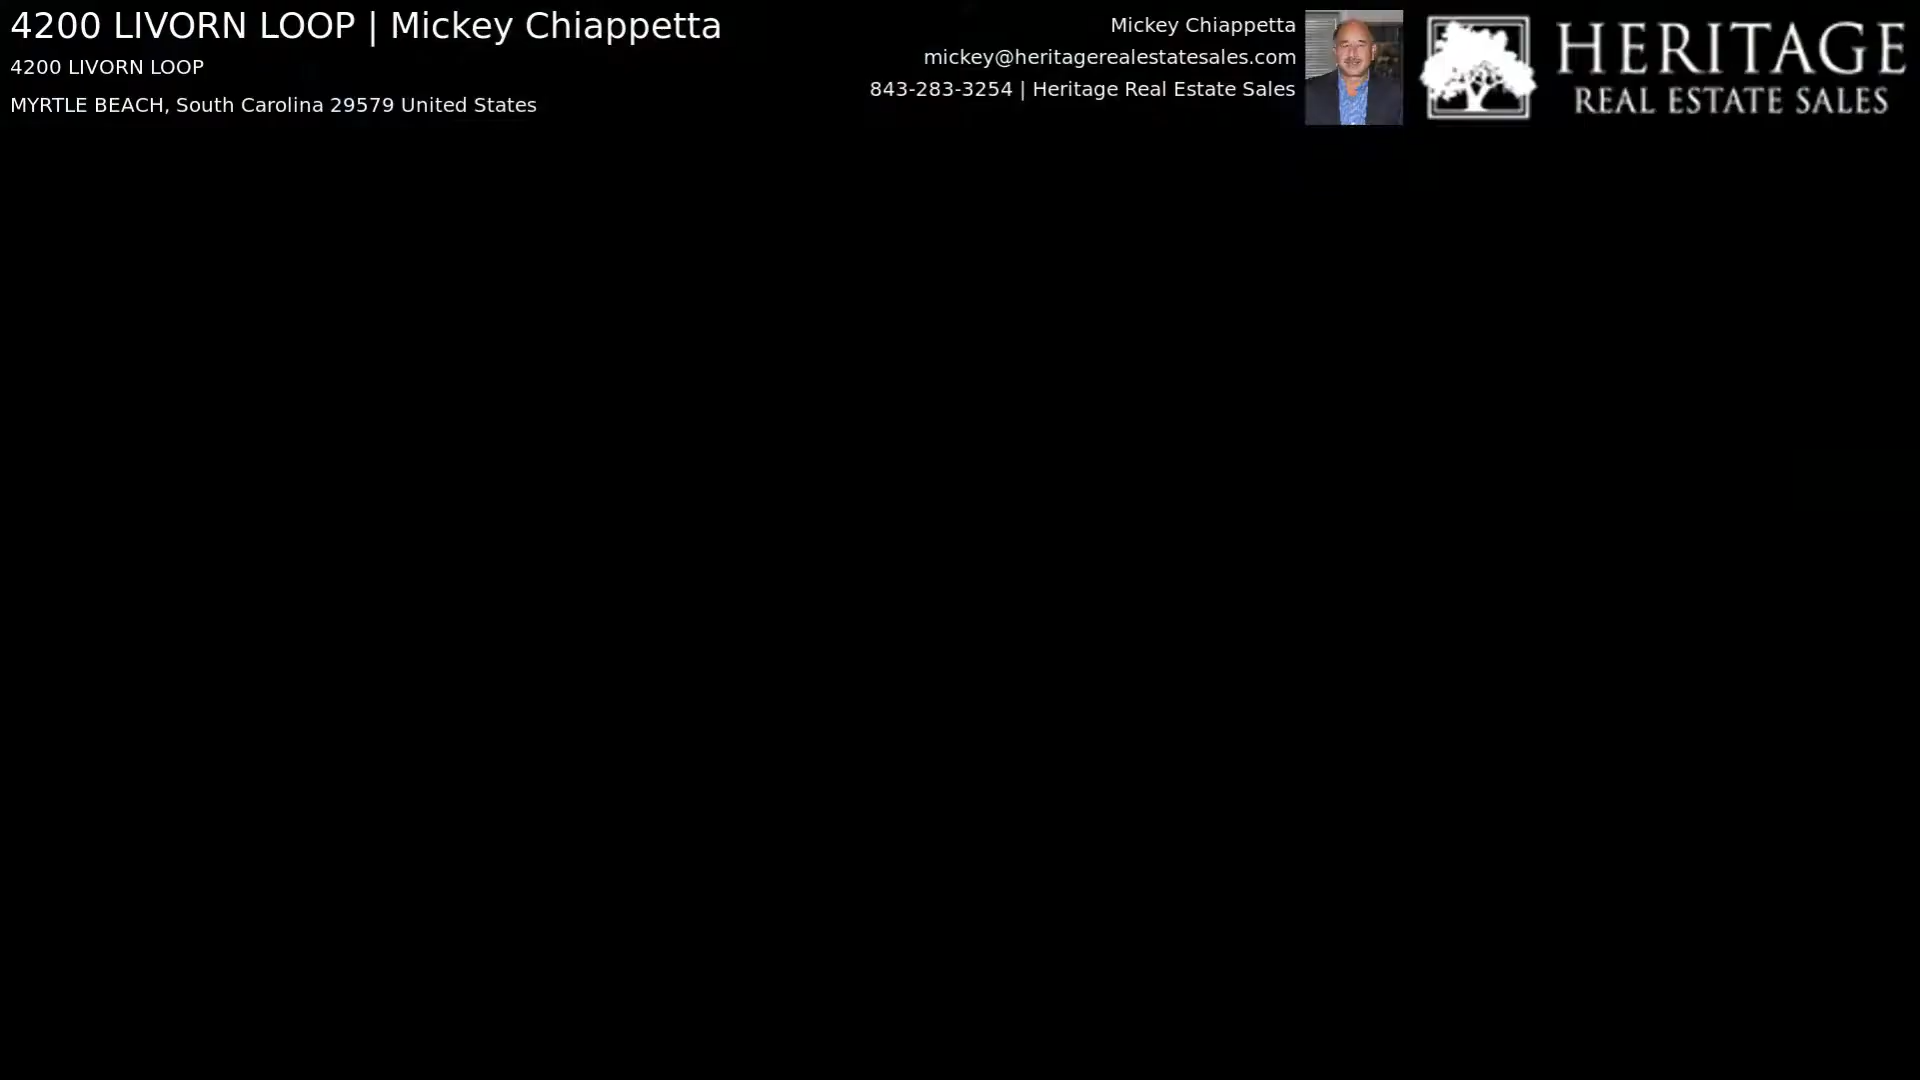 4200 LIVORN LOOP | Mickey Chiappetta
4200 LIVORN LOOP
MYRTLE BEACH, South Carolina 29579 United States
Mickey Chiappetta
mickey@heritagerealestatesales.com
843-283-3254 | Heritage Real Estate Sales
HERITAGE
REAL ESTATE SALES